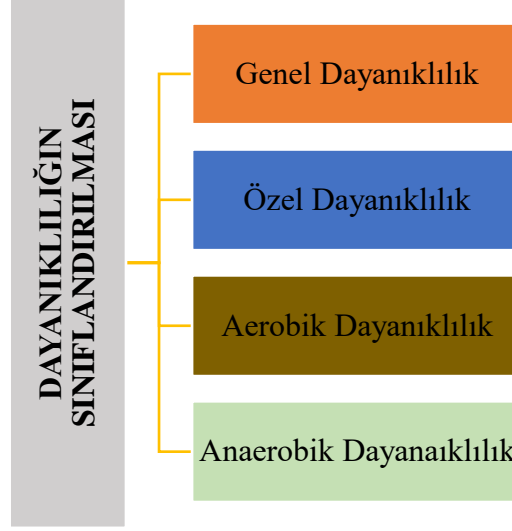 DAYANIKLILIĞIN
SINIFLANDIRILMASI
Genel Dayanıklılık
Özel Dayanıklılık
Aerobik Dayanıklılık
Anaerobik Dayanaıklılık